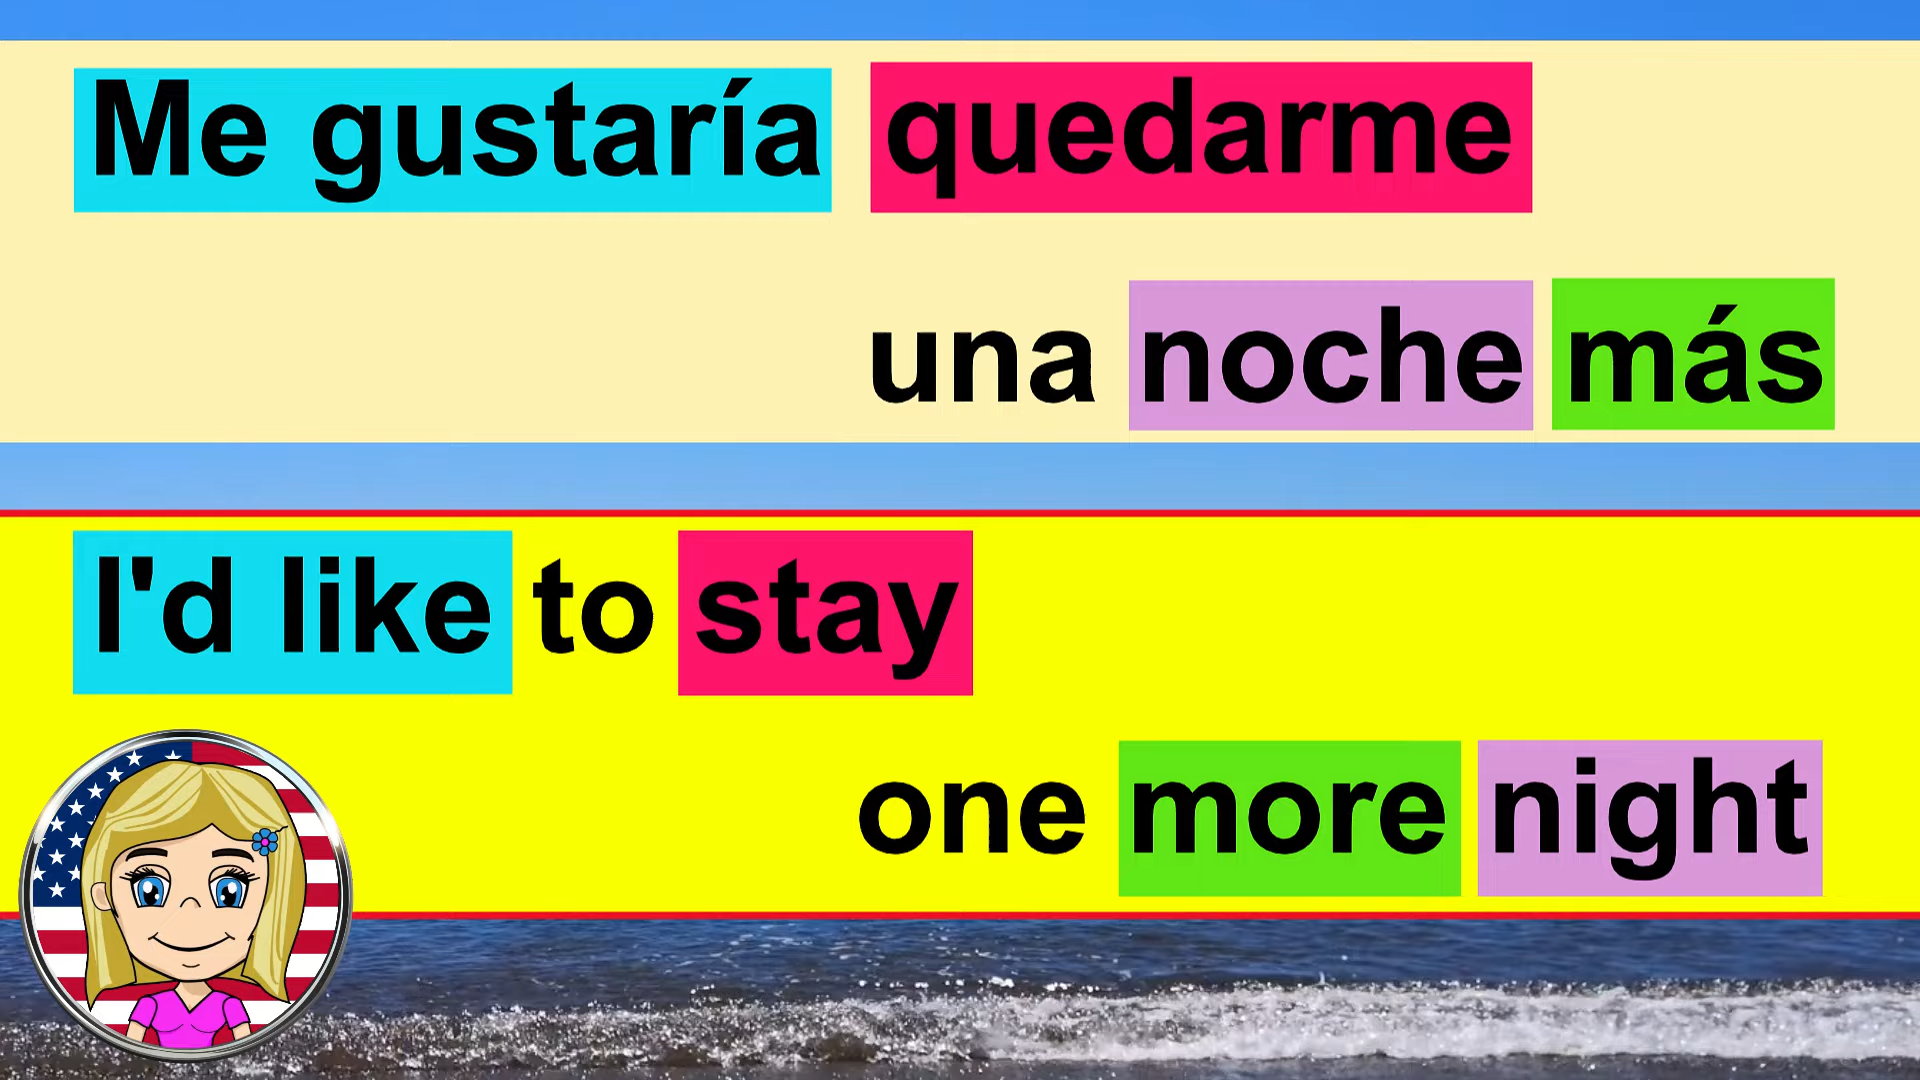 Me gustaría quedarme
una noche más
I'd like to stay
one more night